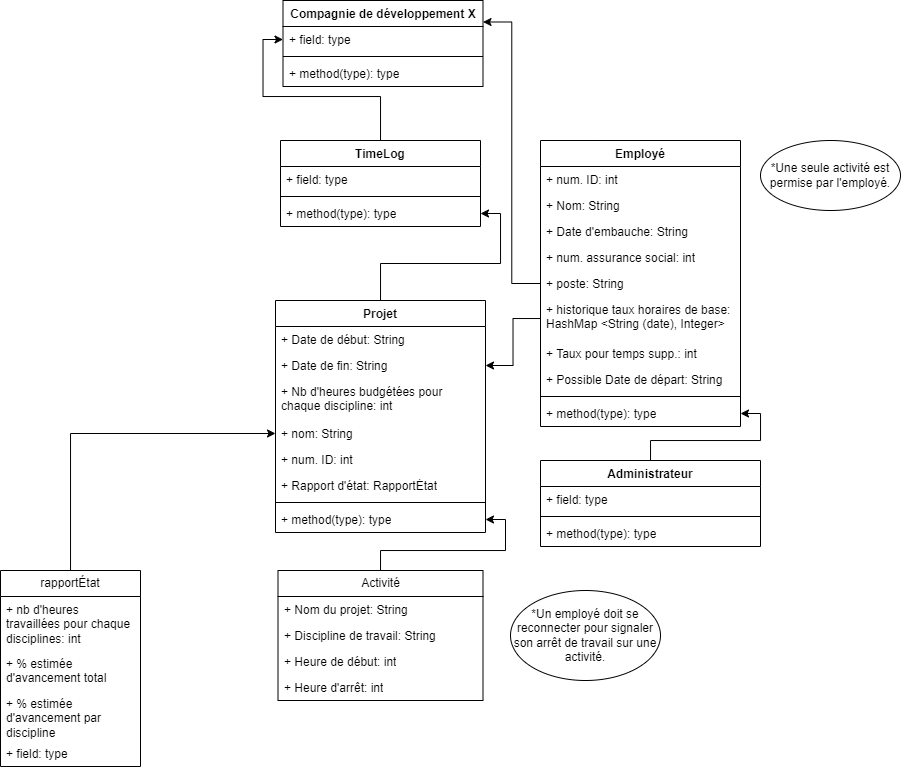 Compagnie de développement X
+ field: type
+ method(type): type
TimeLog
+ field: type
+ method(type): type
Employé
+ num. ID: int
+ Nom: String
+ Date d'embauche: String
+ num. assurance social: int
+ poste: String
+ historique taux horaires de base:
HashMap <String (date), Integer>
+ Taux pour temps supp.: int
+ Possible Date de départ: String
+ method(type): type
*Une seule activité est
permise par l'employé.
Projet
+ Date de début: String
+ Date de fin: String
+ Nb d'heures budgétées pour
chaque discipline: int
+ nom: String
+ num. ID: int
+ Rapport d'état: RapportÉtat
+ method(type): type
Administrateur
+ field: type
+ method(type): type
rapportÉtat
+ nb d'heures
travaillées pour chaque
disciplines: int
+ % estimée
d'avancement total
+ % estimée
d'avancement par
discipline
+ field: type
Activité
+ Nom du projet: String
+ Discipline de travail: String
+ Heure de début: int
+ Heure d'arrêt: int
*Un employé doit se
reconnecter pour signaler
son arrêt de travail sur une
activité.